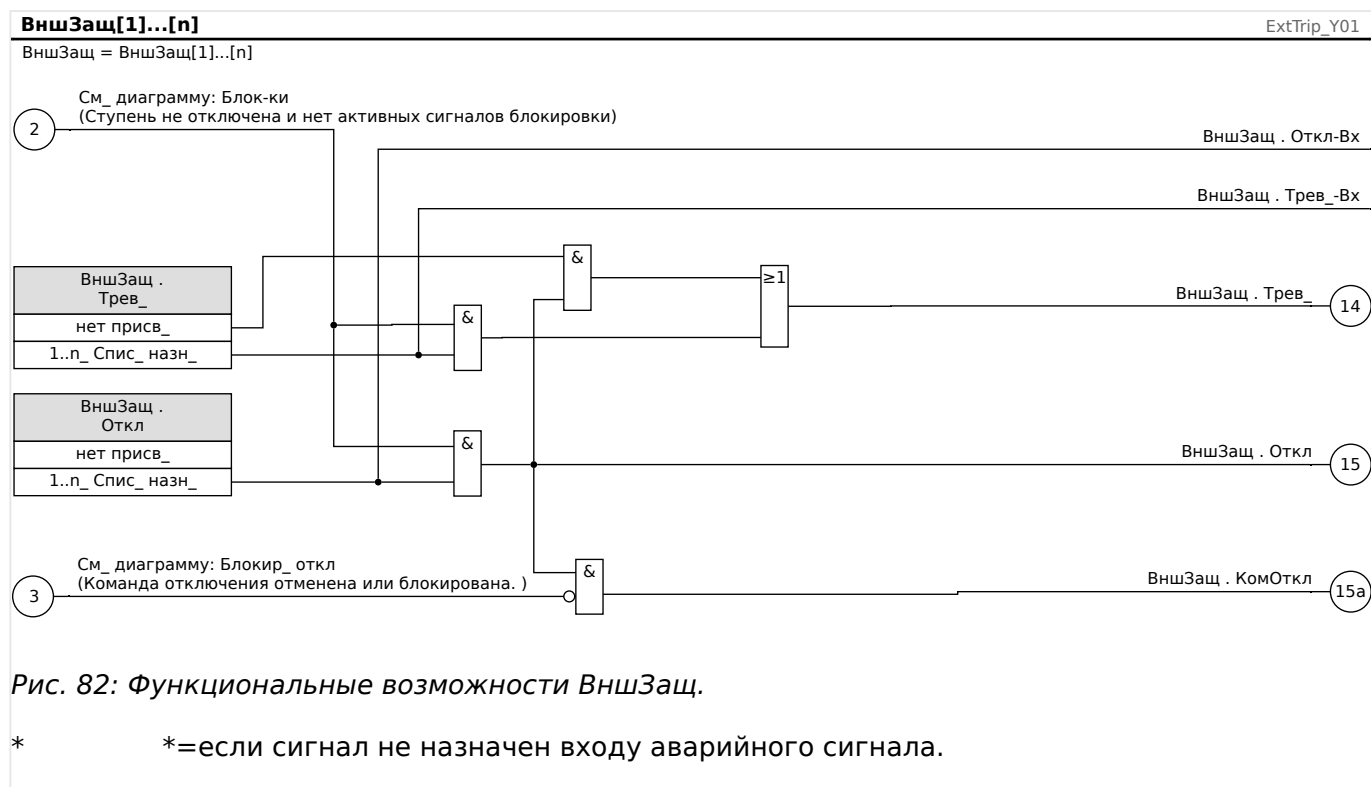 ВншЗащ[1]...[n]
ExtTrip_Y01
ВншЗащ = ВншЗащ[1]...[n]
См_ диаграмму: Блок-ки
(Ступень не отключена и нет активных сигналов блокировки)
2
ВншЗащ . Откл-Вх
ВншЗащ . Трев_-Вх
&
ВншЗащ .
Трев_
нет присв_
1..n_ Спис_ назн_
&
≥1
ВншЗащ . Трев_
14
ВншЗащ .
Откл
нет присв_
1..n_ Спис_ назн_
&
ВншЗащ . Откл
15
См_ диаграмму: Блокир_ откл
(Команда отключения отменена или блокирована. )
3
&
ВншЗащ . КомОткл
15a
Рис. 82: Функциональные возможности ВншЗащ.
* *=если сигнал не назначен входу аварийного сигнала.